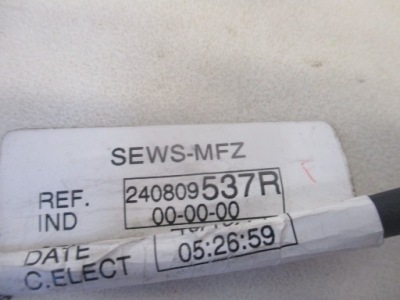 SEWS-MFZ
REF. 240809537R
IND 00-00-00
DATE
C.ELECT 05:26:59